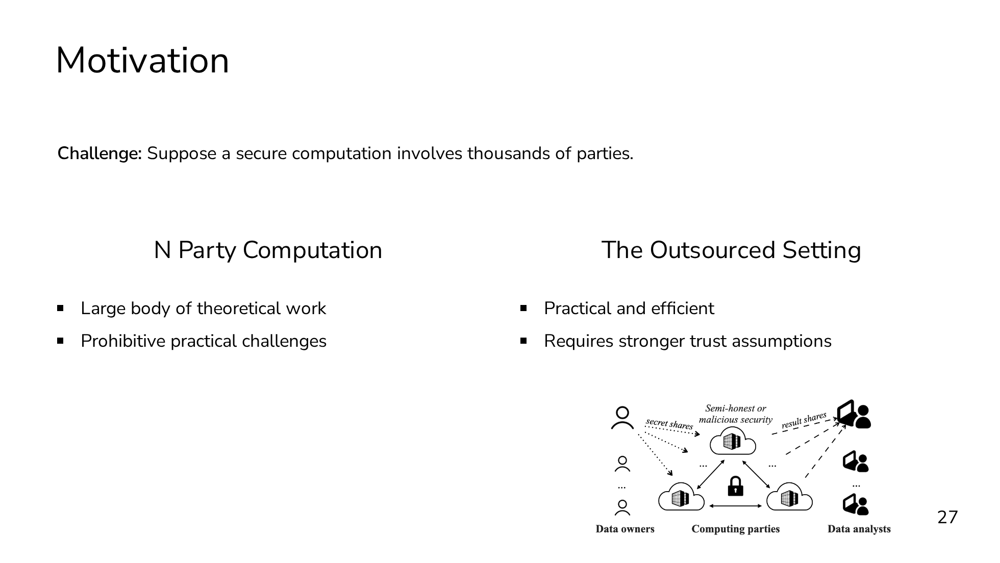 Motivation
Challenge: Suppose a secure computation involves thousands of parties.
N Party Computation
▪ Large body of theoretical work
▪ Prohibitive practical challenges
The Outsourced Setting
▪ Practical and efficient
▪ Requires stronger trust assumptions
secret shares
Semi-honest or
malicious security
result shares
...
...
...
...
Data owners
Computing parties
Data analysts
27